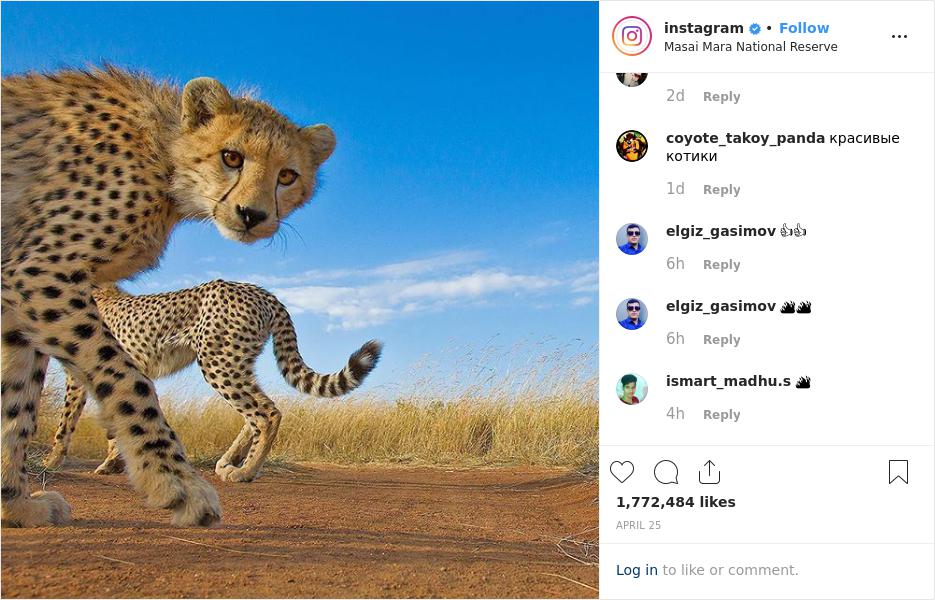 instagram • Follow
Masai Mara National Reserve
2d Reply
coyote_takoy_panda красивые
котики
1d Reply
elgiz_gasimov 👍👍
6h Reply
elgiz_gasimov 🔥🔥
6h Reply
ismart_madhu.s 🔥
4h Reply
1,772,484 likes
APRIL 25
Log in to like or comment.